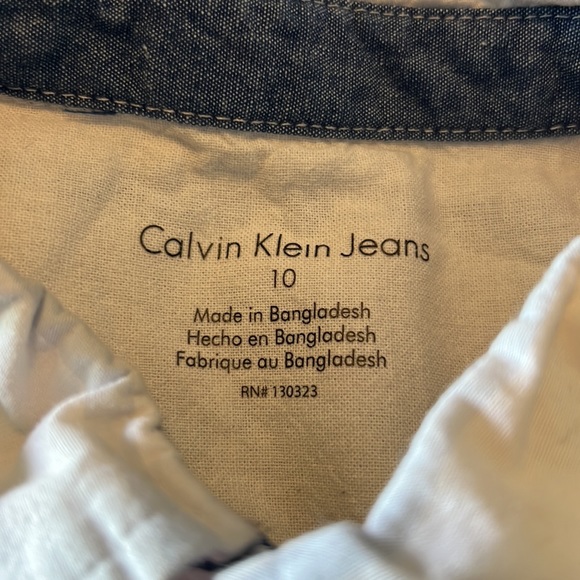 Calvin Klein Jeans
10
Made in Bangladesh
Hecho en Bangladesh
Fabrique au Bangladesh
RN# 130323